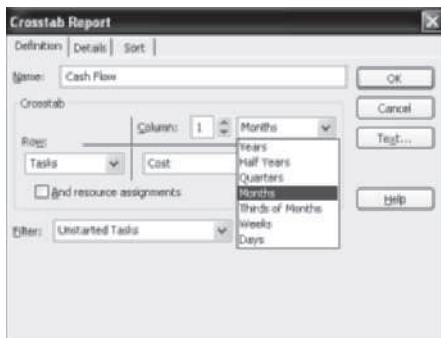 Crosstab Report
Definition Details Sort
Name: Cash Flow
OK
Crosstab
Cancel
Column: 1 Months
Text...
Row:
Years
Tasks Cost
Half Years
Quarters
And resource assignments
Months
Help
Thirds of Months
Filter: Unstarted Tasks
Weeks
Days